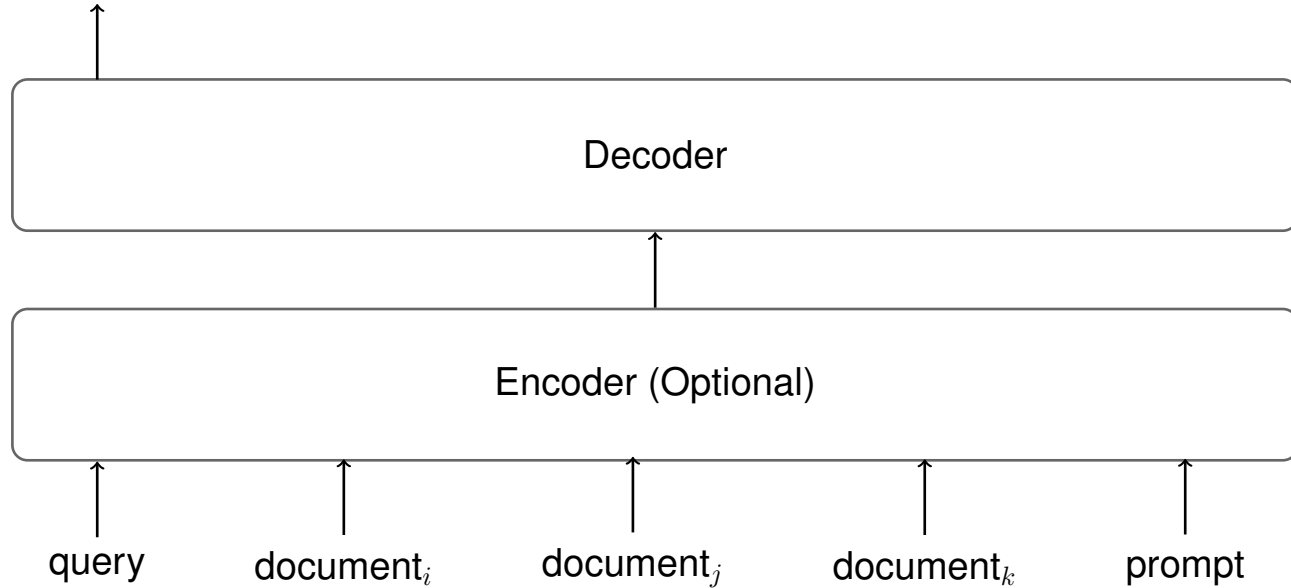 Decoder
Encoder (Optional)
query document_i document_j document_k prompt